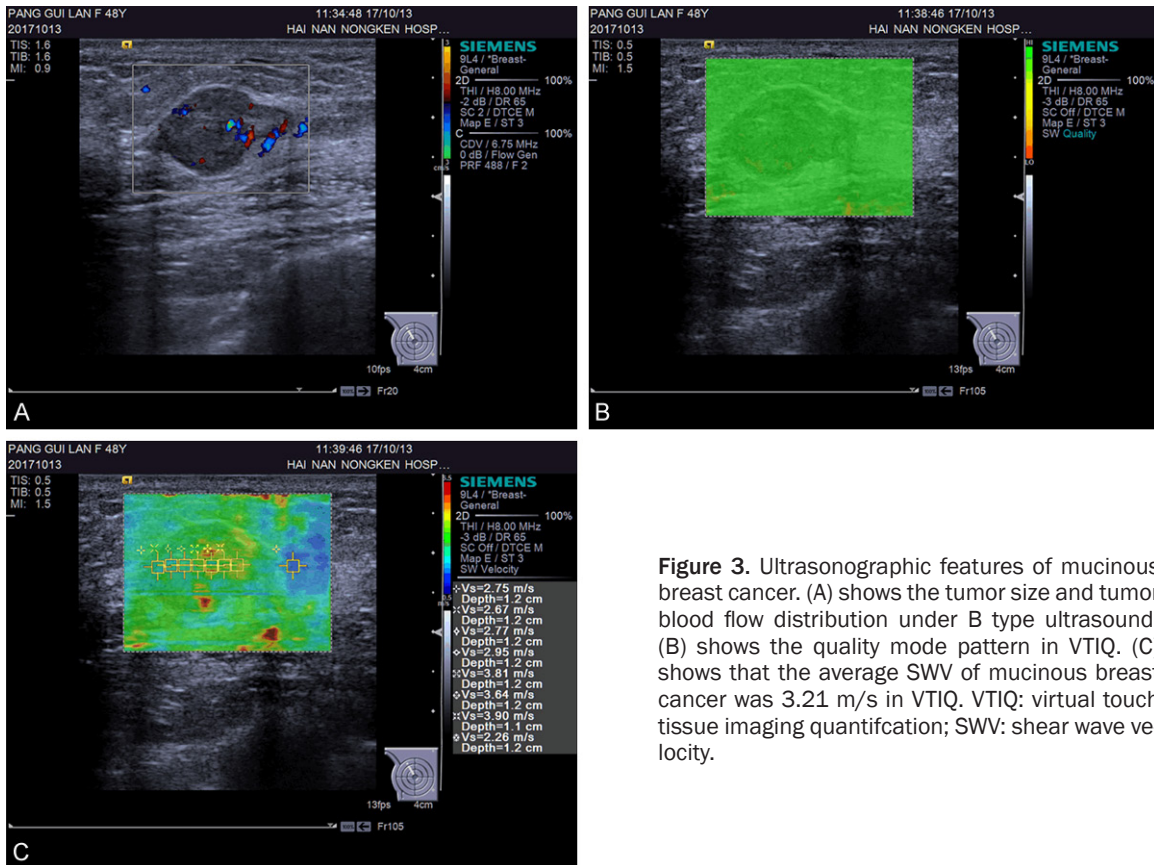 PANG GUI LAN F 48Y
11:34:48 17/10/13
20171013
HAI NAN NONGKEN HOSP...
TIS: 1.6
TIB: 1.6
MI: 0.9
SIEMENS
9L4 / *Breast-
General
2D 100%
THI / H8.00 MHz
-2 dB / DR 65
SC 2 / DTCE M
Map E / ST 3
C 100%
CDV / 6.75 MHz
0 dB / Flow Gen
PRF 488 / F 2
cm/s
10fps 4cm
Fr20
A
PANG GUI LAN F 48Y
11:38:46 17/10/13
20171013
HAI NAN NONGKEN HOSP...
TIS: 0.5
TIB: 0.5
MI: 1.5
HI
LO
SIEMENS
9L4 / *Breast-
General
2D 100%
THI / H8.00 MHz
-3 dB / DR 65
SC Off / DTCE M
Map E / ST 3
SW Quality
13fps 4cm
Fr105
B
PANG GUI LAN F 48Y
11:39:46 17/10/13
20171013
HAI NAN NONGKEN HOSP...
TIS: 0.5
TIB: 0.5
MI: 1.5
0.5
m/s
SIEMENS
9L4 / *Breast-
General
2D 100%
THI / H8.00 MHz
-3 dB / DR 65
SC Off / DTCE M
Map E / ST 3
SW Velocity
Vs=2.75 m/s
Depth=1.2 cm
Vs=2.67 m/s
Depth=1.2 cm
Vs=2.77 m/s
Depth=1.2 cm
Vs=2.95 m/s
Depth=1.2 cm
Vs=3.81 m/s
Depth=1.2 cm
Vs=3.64 m/s
Depth=1.2 cm
Vs=3.90 m/s
Depth=1.1 cm
Vs=2.26 m/s
Depth=1.2 cm
13fps 4cm
Fr105
C
Figure 3. Ultrasonographic features of mucinous
breast cancer. (A) shows the tumor size and tumor
blood flow distribution under B type ultrasound
(B) shows the quality mode pattern in VTIQ. (C
shows that the average SWV of mucinous breast
cancer was 3.21 m/s in VTIQ. VTIQ: virtual touch
tissue imaging quantifcation; SWV: shear wave ve
locity.